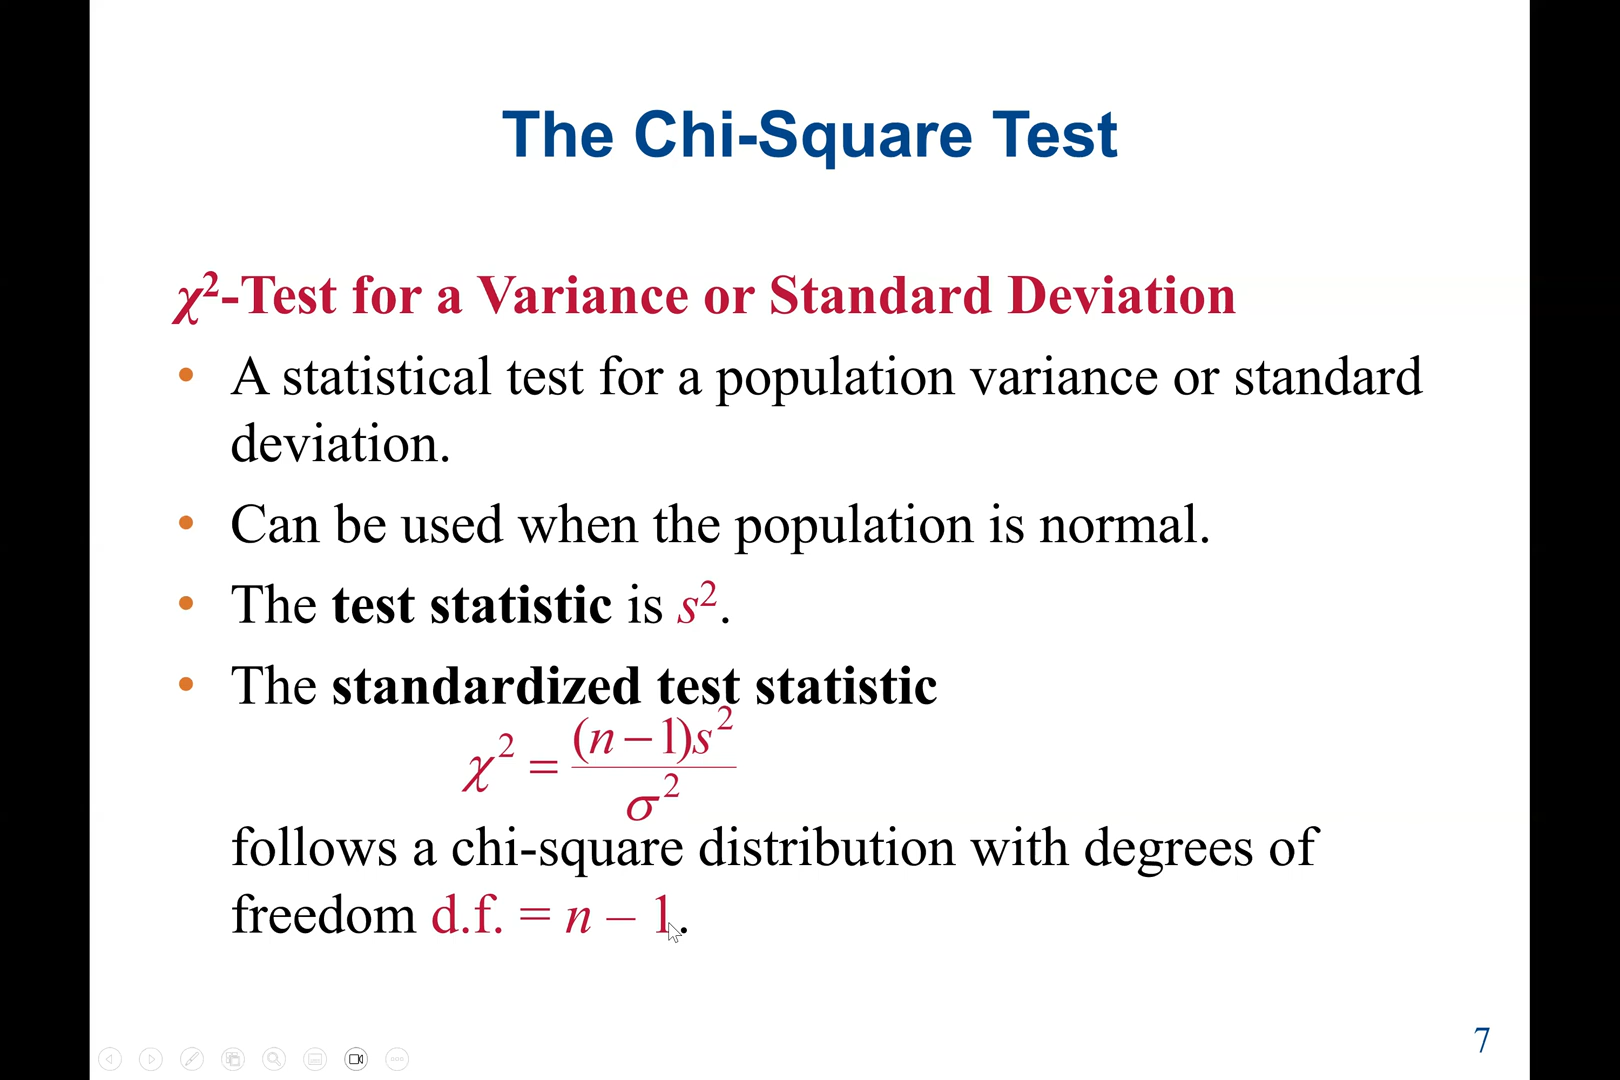 The Chi-Square Test
χ²-Test for a Variance or Standard Deviation
• A statistical test for a population variance or standard
deviation.
• Can be used when the population is normal.
• The test statistic is s².
• The standardized test statistic
χ² = (n − 1)s² / σ²
follows a chi-square distribution with degrees of
freedom d.f. = n – 1.
7